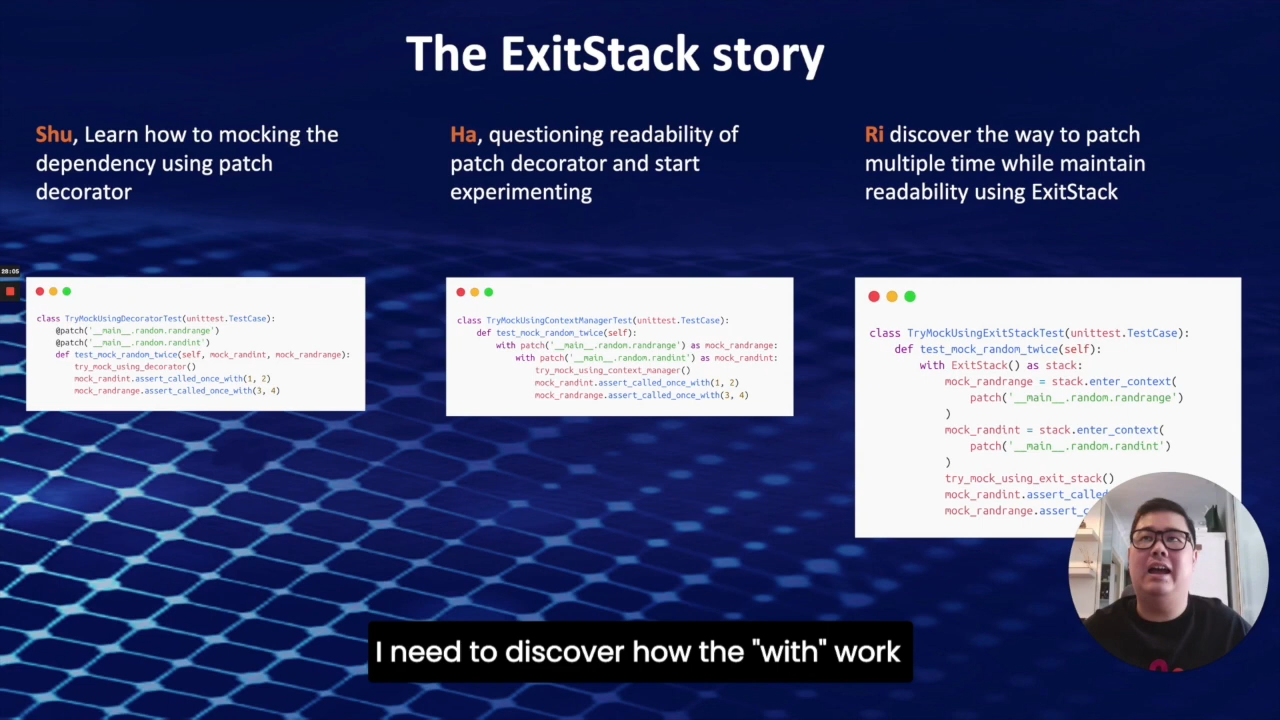 The ExitStack story
Shu, Learn how to mocking the
dependency using patch
decorator
Ha, questioning readability of
patch decorator and start
experimenting
Ri discover the way to patch
multiple time while maintain
readability using ExitStack
28:05
class TryMockUsingDecoratorTest(unittest.TestCase):
@patch('__main__.random.randrange')
@patch('__main__.random.randint')
def test_mock_random_twice(self, mock_randint, mock_randrange):
try_mock_using_decorator()
mock_randint.assert_called_once_with(1, 2)
mock_randrange.assert_called_once_with(3, 4)
class TryMockUsingContextManagerTest(unittest.TestCase):
def test_mock_random_twice(self):
with patch('__main__.random.randrange') as mock_randrange:
with patch('__main__.random.randint') as mock_randint:
try_mock_using_context_manager()
mock_randint.assert_called_once_with(1, 2)
mock_randrange.assert_called_once_with(3, 4)
class TryMockUsingExitStackTest(unittest.TestCase):
def test_mock_random_twice(self):
with ExitStack() as stack:
mock_randrange = stack.enter_context(
patch('__main__.random.randrange')
)
mock_randint = stack.enter_context(
patch('__main__.random.randint')
)
try_mock_using_exit_stack()
mock_randint.assert_called
mock_randrange.assert_c
I need to discover how the "with" work